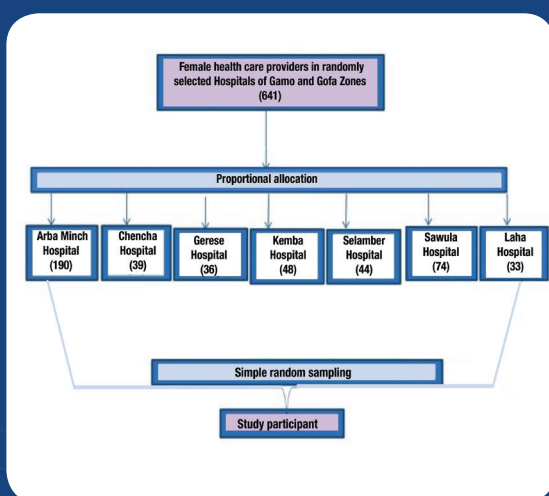 Female health care providers in randomly
selected Hospitals of Gamo and Gofa Zones
(641)
Proportional allocation
Arba Minch
Hospital
(190)
Chencha
Hospital
(39)
Gerese
Hospital
(36)
Kemba
Hospital
(48)
Selamber
Hospital
(44)
Sawula
Hospital
(74)
Laha
Hospital
(33)
Simple random sampling
Study participant